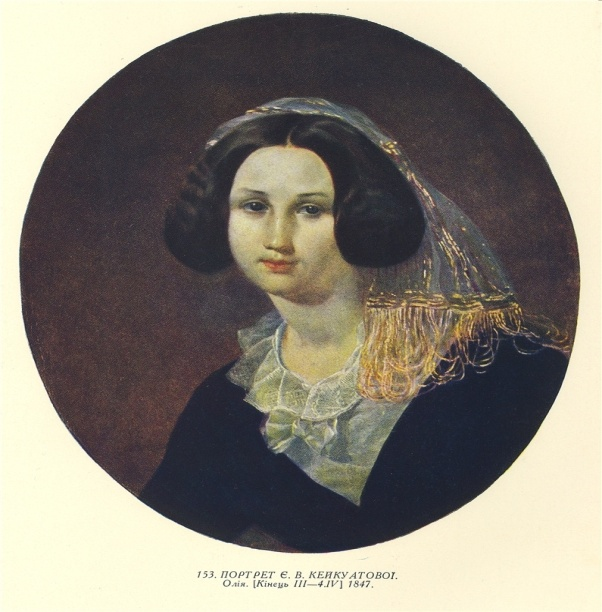 153. ПОРТРЕТ Є. В. КЕЙКУАТОВОЇ.
Олія. [Кінець III—4.IV] 1847.